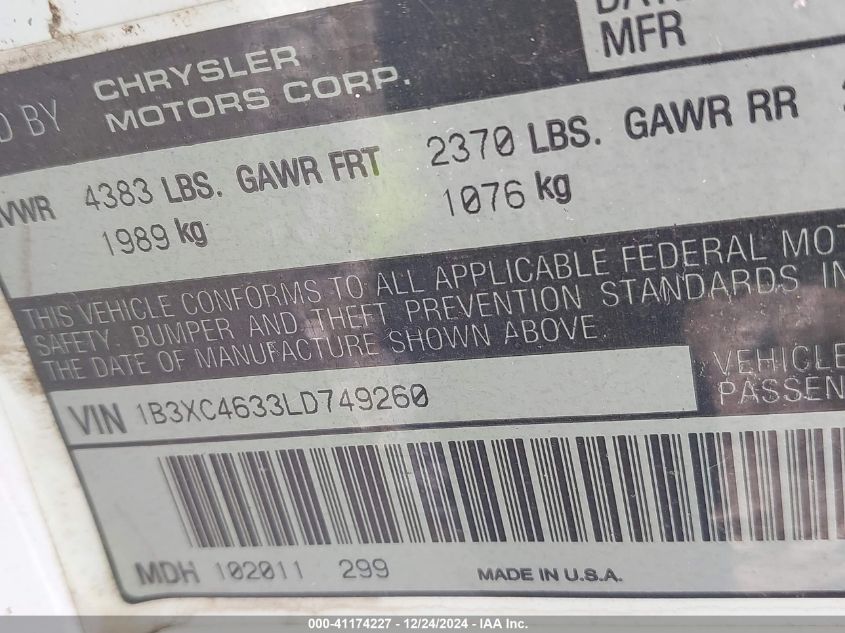 MFR
D BY CHRYSLER
MOTORS CORP.
VWR 4383 LBS. GAWR FRT 2370 LBS. GAWR RR
1989 kg 1076 kg
THIS VEHICLE CONFORMS TO ALL APPLICABLE FEDERAL MOT
SAFETY, BUMPER AND THEFT PREVENTION STANDARDS IN
THE DATE OF MANUFACTURE SHOWN ABOVE.
VEHICLE
PASSEN
VIN 1B3XC4633LD749260
MDH 102011 299 MADE IN U.S.A.
000-41174227 - 12/24/2024 - IAA Inc.